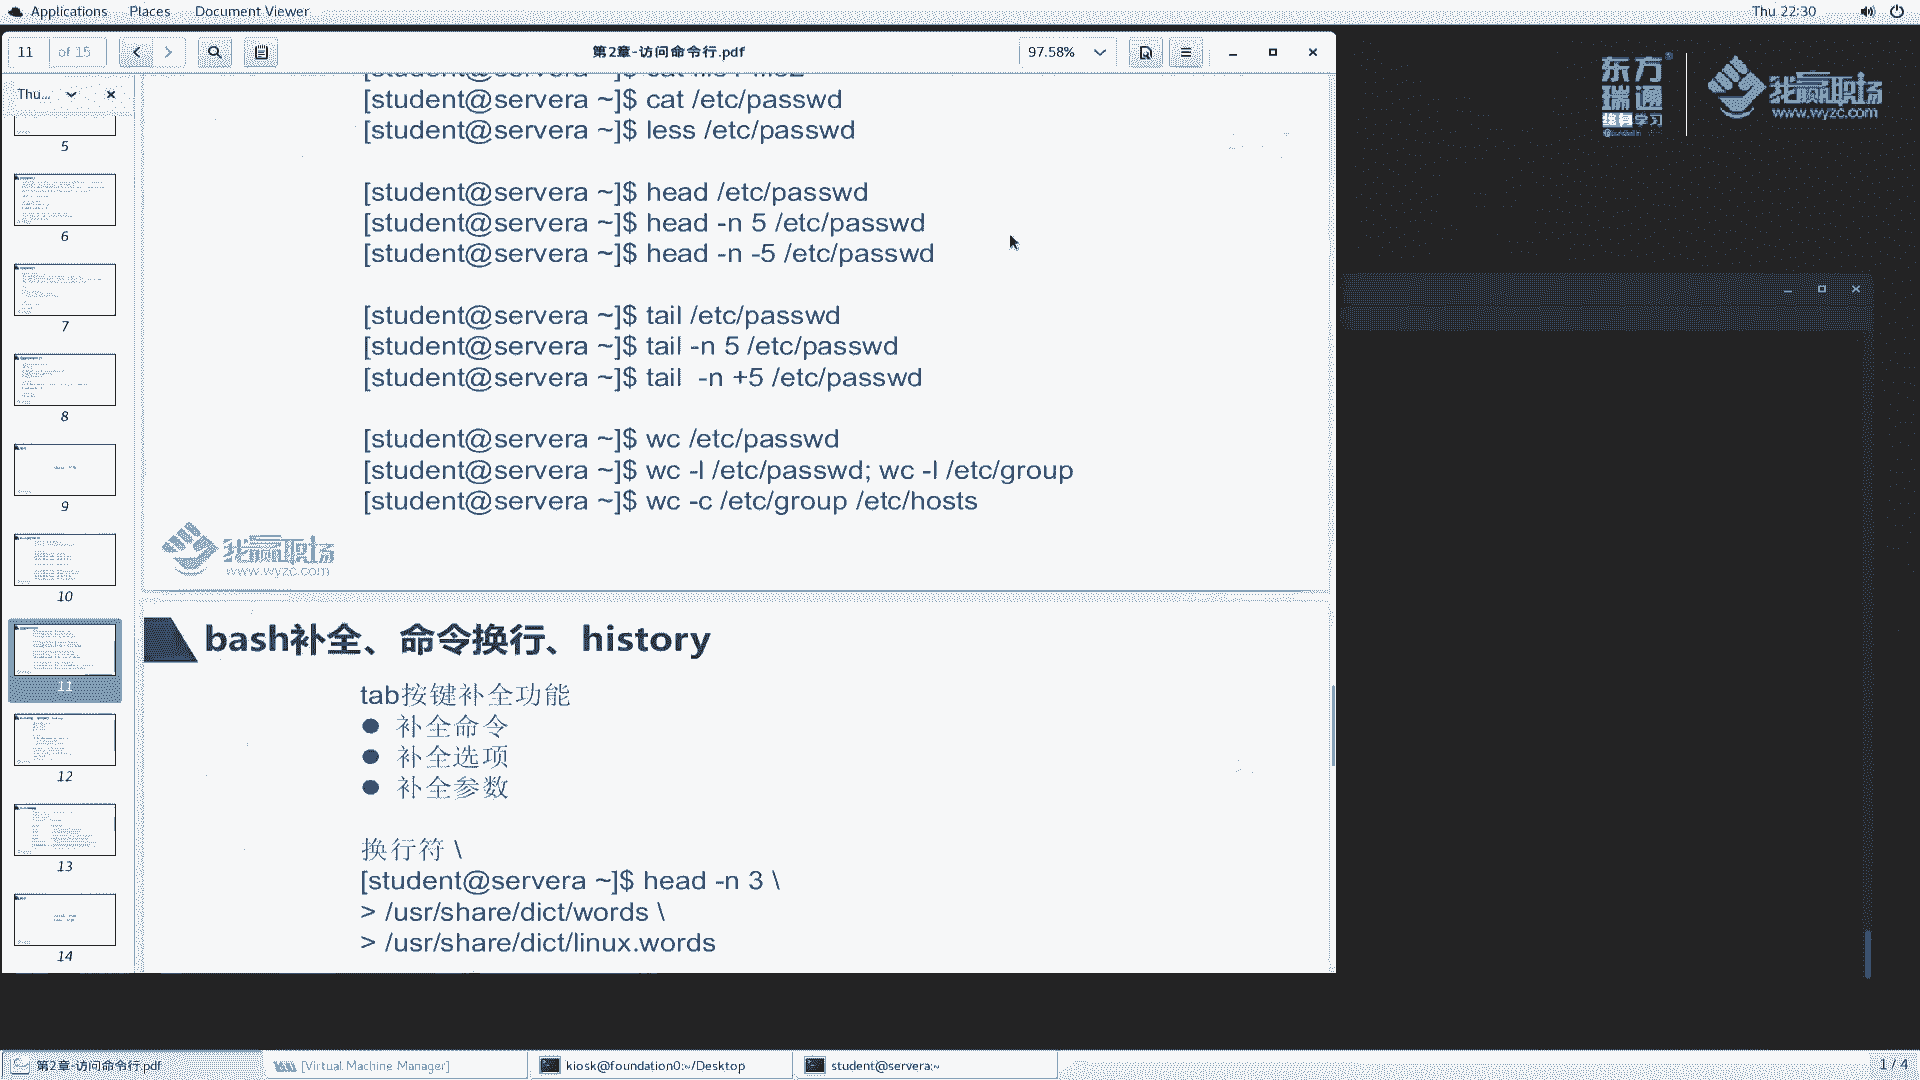 Applications Places Document Viewer
Thu 22:30
11 of 15
第2章-访问命令行.pdf
97.58%
Thu...
5
6
7
8
9
10
11
12
13
14
[student@servera ~]$ cat /etc/passwd
[student@servera ~]$ less /etc/passwd
[student@servera ~]$ head /etc/passwd
[student@servera ~]$ head -n 5 /etc/passwd
[student@servera ~]$ head -n -5 /etc/passwd
[student@servera ~]$ tail /etc/passwd
[student@servera ~]$ tail -n 5 /etc/passwd
[student@servera ~]$ tail  -n +5 /etc/passwd
[student@servera ~]$ wc /etc/passwd
[student@servera ~]$ wc -l /etc/passwd; wc -l /etc/group
[student@servera ~]$ wc -c /etc/group /etc/hosts
我赢职场
www.wyzc.com
bash补全、命令换行、history
tab按键补全功能
● 补全命令
● 补全选项
● 补全参数
换行符 \
[student@servera ~]$ head -n 3 \
> /usr/share/dict/words \
> /usr/share/dict/linux.words
东方
瑞通
终身学习
我赢职场
www.wyzc.com
第2章-访问命令行.pdf
[Virtual Machine Manager]
kiosk@foundation0:~/Desktop
student@servera:~
1 / 4